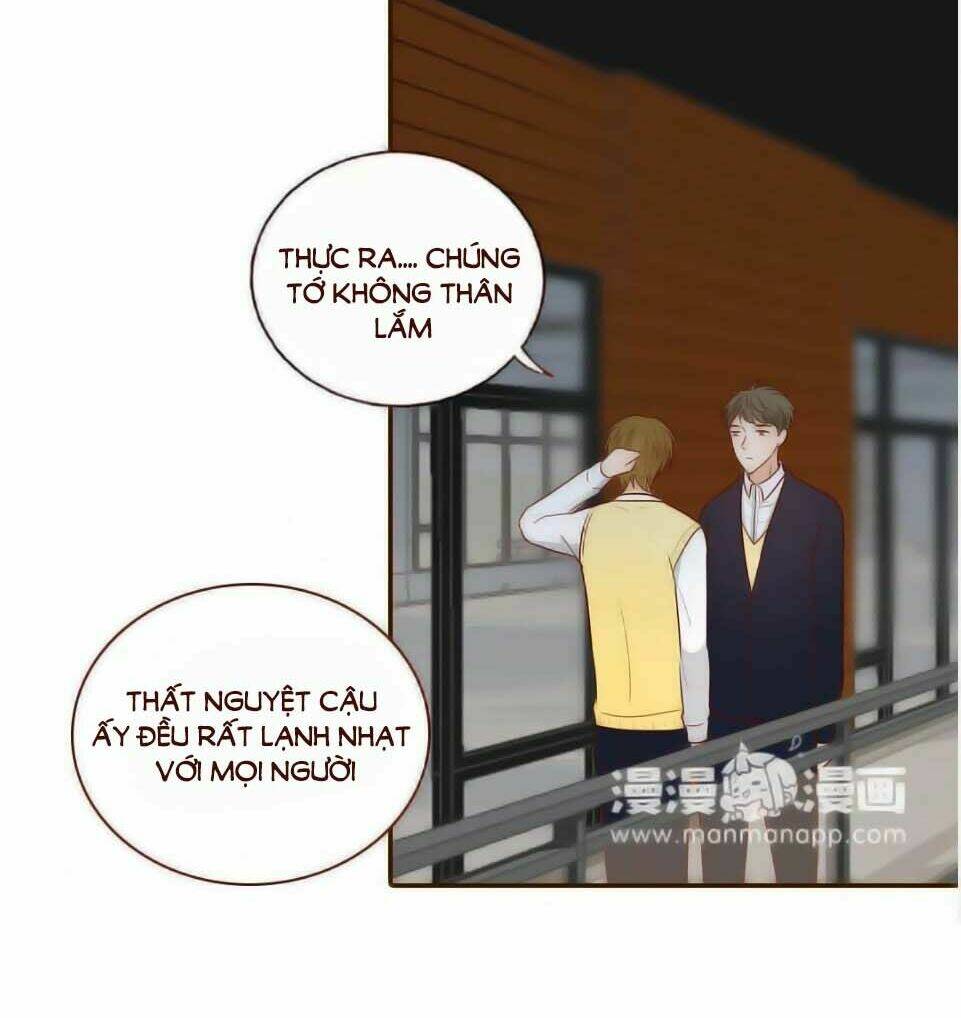 THỰC RA.... CHÚNG
TỚ KHÔNG THÂN
LẮM
THẤT NGUYỆT CẬU
ẤY ĐỀU RẤT LẠNH NHẠT
VỚI MỌI NGƯỜI
漫漫漫画
www.manmanapp.com